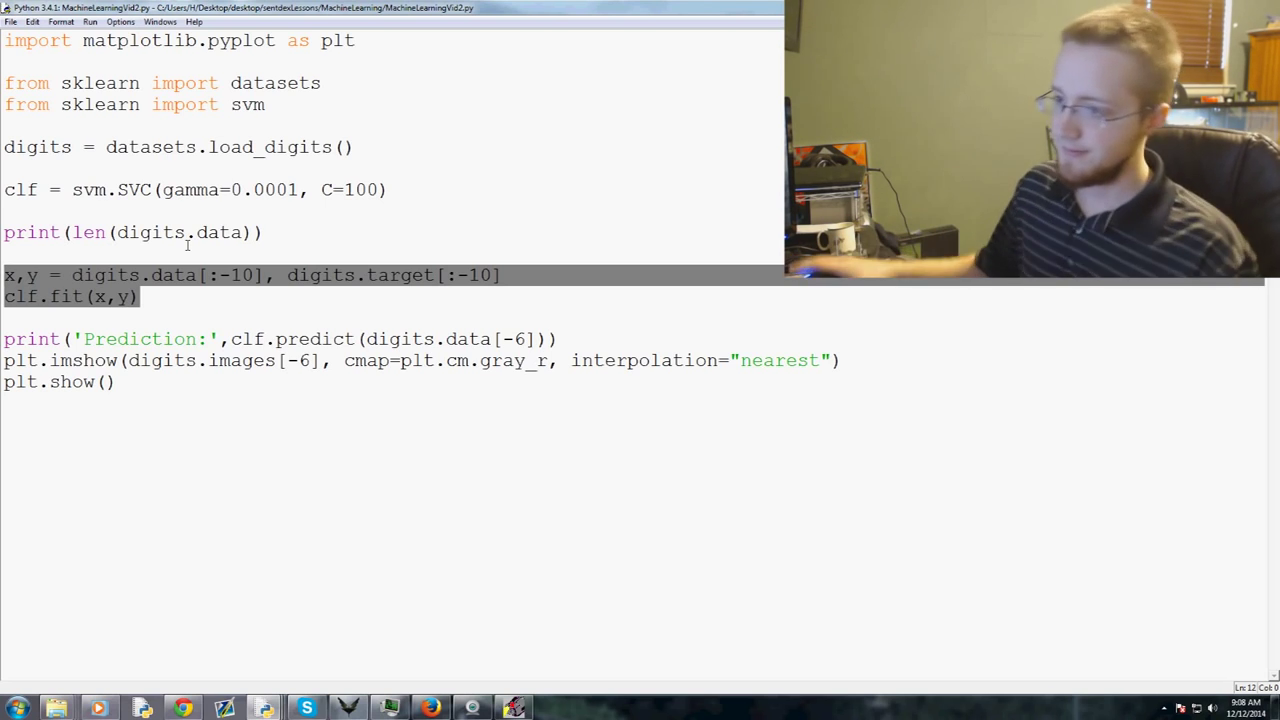 Python 3.4.1: MachineLearningVid2.py - C:/Users/H/Desktop/desktop/sentdexLessons/MachineLearning/MachineLearningVid2.py
File Edit Format Run Options Windows Help
import matplotlib.pyplot as plt
from sklearn import datasets
from sklearn import svm
digits = datasets.load_digits()
clf = svm.SVC(gamma=0.0001, C=100)
print(len(digits.data))
x,y = digits.data[:-10], digits.target[:-10]
clf.fit(x,y)
print('Prediction:',clf.predict(digits.data[-6]))
plt.imshow(digits.images[-6], cmap=plt.cm.gray_r, interpolation="nearest")
plt.show()
Ln: 12 Col: 0
9:08 AM
12/12/2014